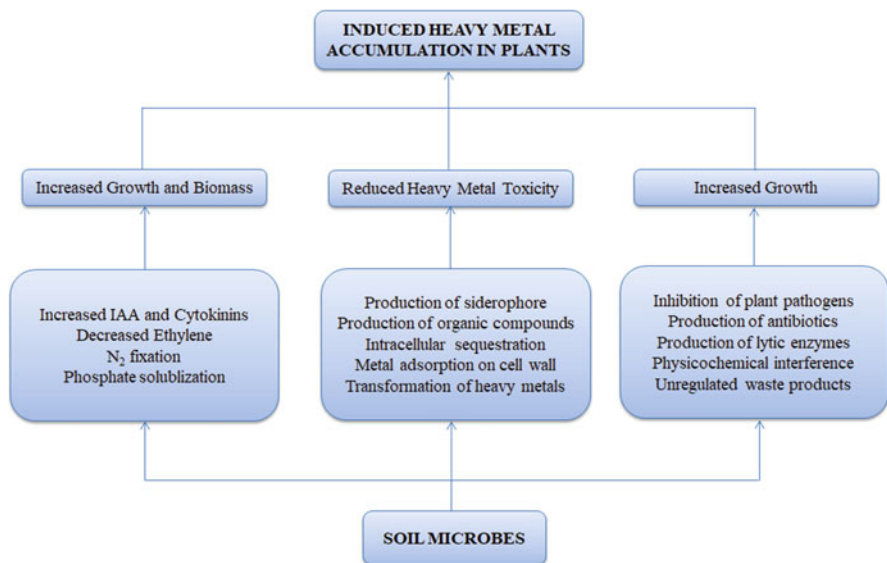 INDUCED HEAVY METAL
ACCUMULATION IN PLANTS
Increased Growth and Biomass
Reduced Heavy Metal Toxicity
Increased Growth
Increased IAA and Cytokinins
Decreased Ethylene
N₂ fixation
Phosphate solublization
Production of siderophore
Production of organic compounds
Intracellular sequestration
Metal adsorption on cell wall
Transformation of heavy metals
Inhibition of plant pathogens
Production of antibiotics
Production of lytic enzymes
Physicochemical interference
Unregulated waste products
SOIL MICROBES